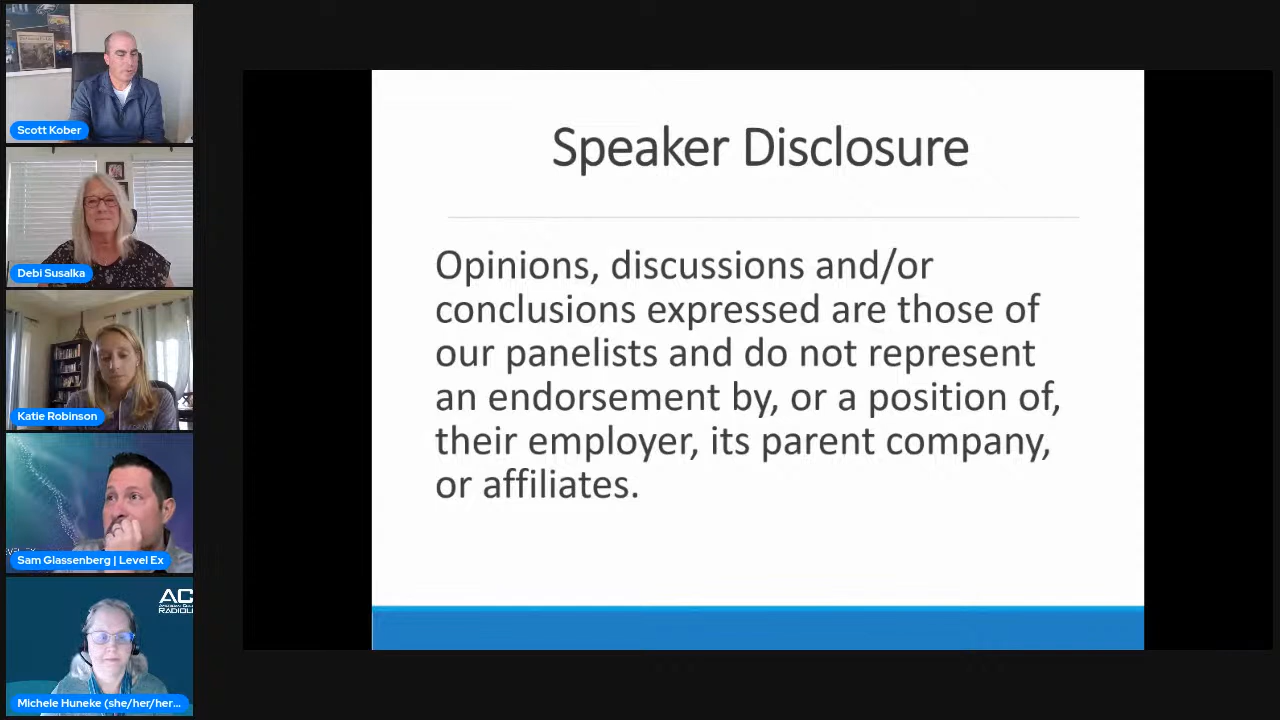 Scott Kober
Debi Susalka
Katie Robinson
Sam Glassenberg | Level Ex
AC
RADIOL
Michele Huneke (she/her/her...
Speaker Disclosure
Opinions, discussions and/or
conclusions expressed are those of
our panelists and do not represent
an endorsement by, or a position of,
their employer, its parent company,
or affiliates.